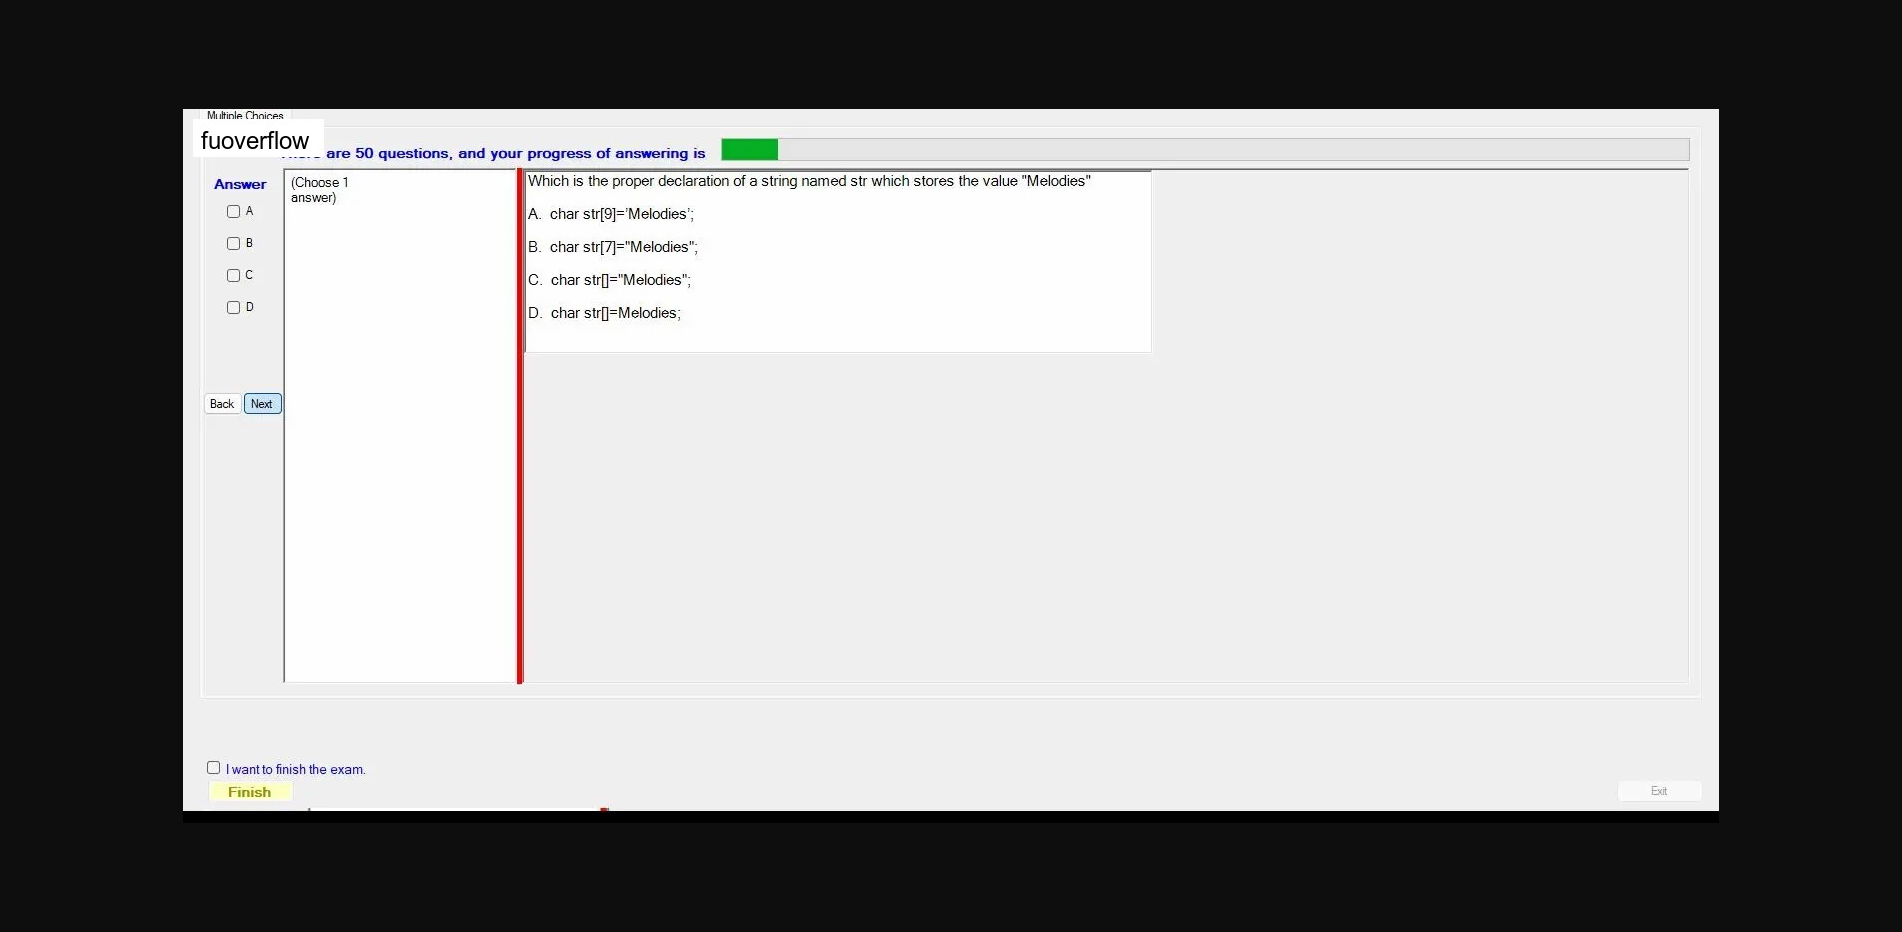 Multiple Choices
fuoverflow
are 50 questions, and your progress of answering is
Answer
(Choose 1
answer)
A
B
C
D
Back Next
Which is the proper declaration of a string named str which stores the value "Melodies"
A. char str[9]='Melodies';
B. char str[7]="Melodies";
C. char str[]="Melodies";
D. char str[]=Melodies;
I want to finish the exam.
Finish
Exit